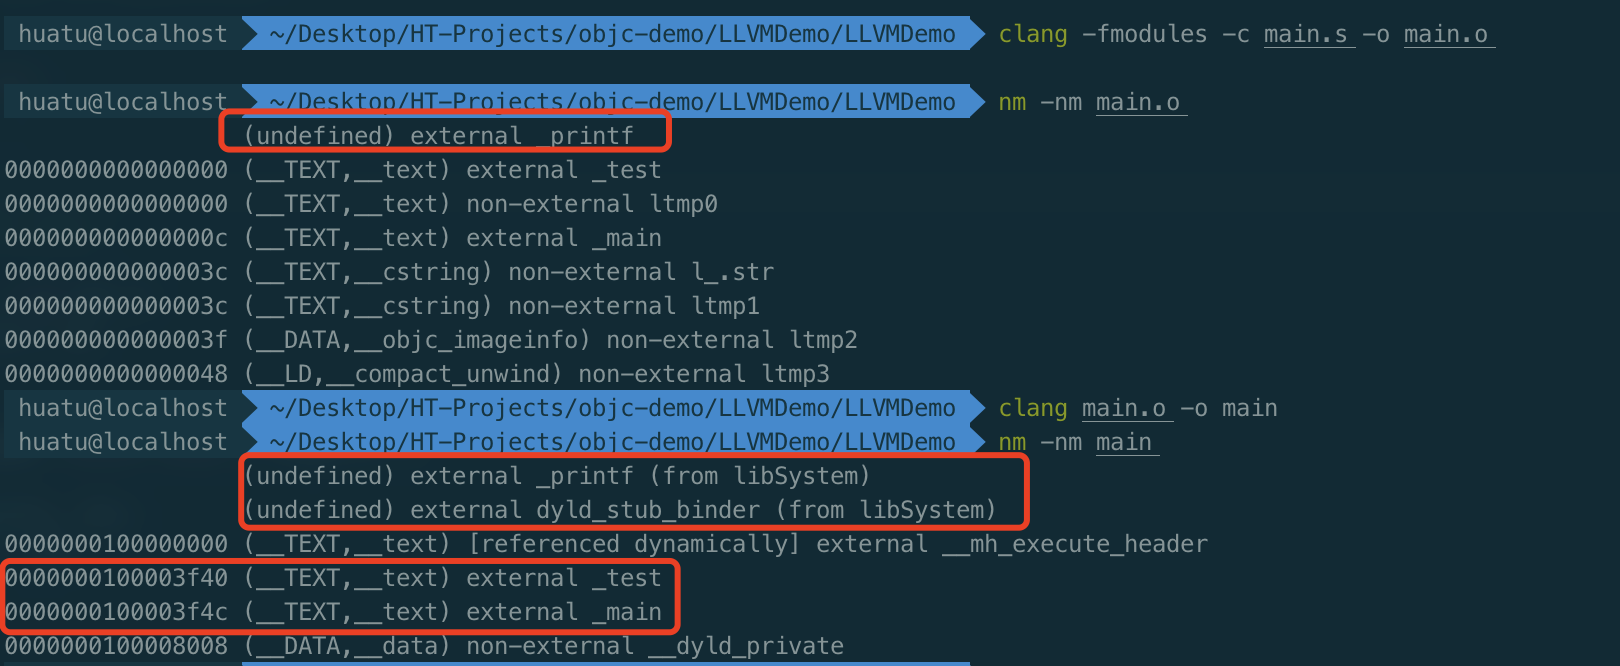 huatu@localhost ~/Desktop/HT-Projects/objc-demo/LLVMDemo/LLVMDemo clang -fmodules -c main.s -o main.o
huatu@localhost ~/Desktop/HT-Projects/objc-demo/LLVMDemo/LLVMDemo nm -nm main.o
(undefined) external _printf
0000000000000000 (__TEXT,__text) external _test
0000000000000000 (__TEXT,__text) non-external ltmp0
000000000000000c (__TEXT,__text) external _main
000000000000003c (__TEXT,__cstring) non-external l_.str
000000000000003c (__TEXT,__cstring) non-external ltmp1
000000000000003f (__DATA,__objc_imageinfo) non-external ltmp2
0000000000000048 (__LD,__compact_unwind) non-external ltmp3
huatu@localhost ~/Desktop/HT-Projects/objc-demo/LLVMDemo/LLVMDemo clang main.o -o main
huatu@localhost ~/Desktop/HT-Projects/objc-demo/LLVMDemo/LLVMDemo nm -nm main
(undefined) external _printf (from libSystem)
(undefined) external dyld_stub_binder (from libSystem)
0000000100000000 (__TEXT,__text) [referenced dynamically] external __mh_execute_header
0000000100003f40 (__TEXT,__text) external _test
0000000100003f4c (__TEXT,__text) external _main
0000000100008008 (__DATA,__data) non-external __dyld_private